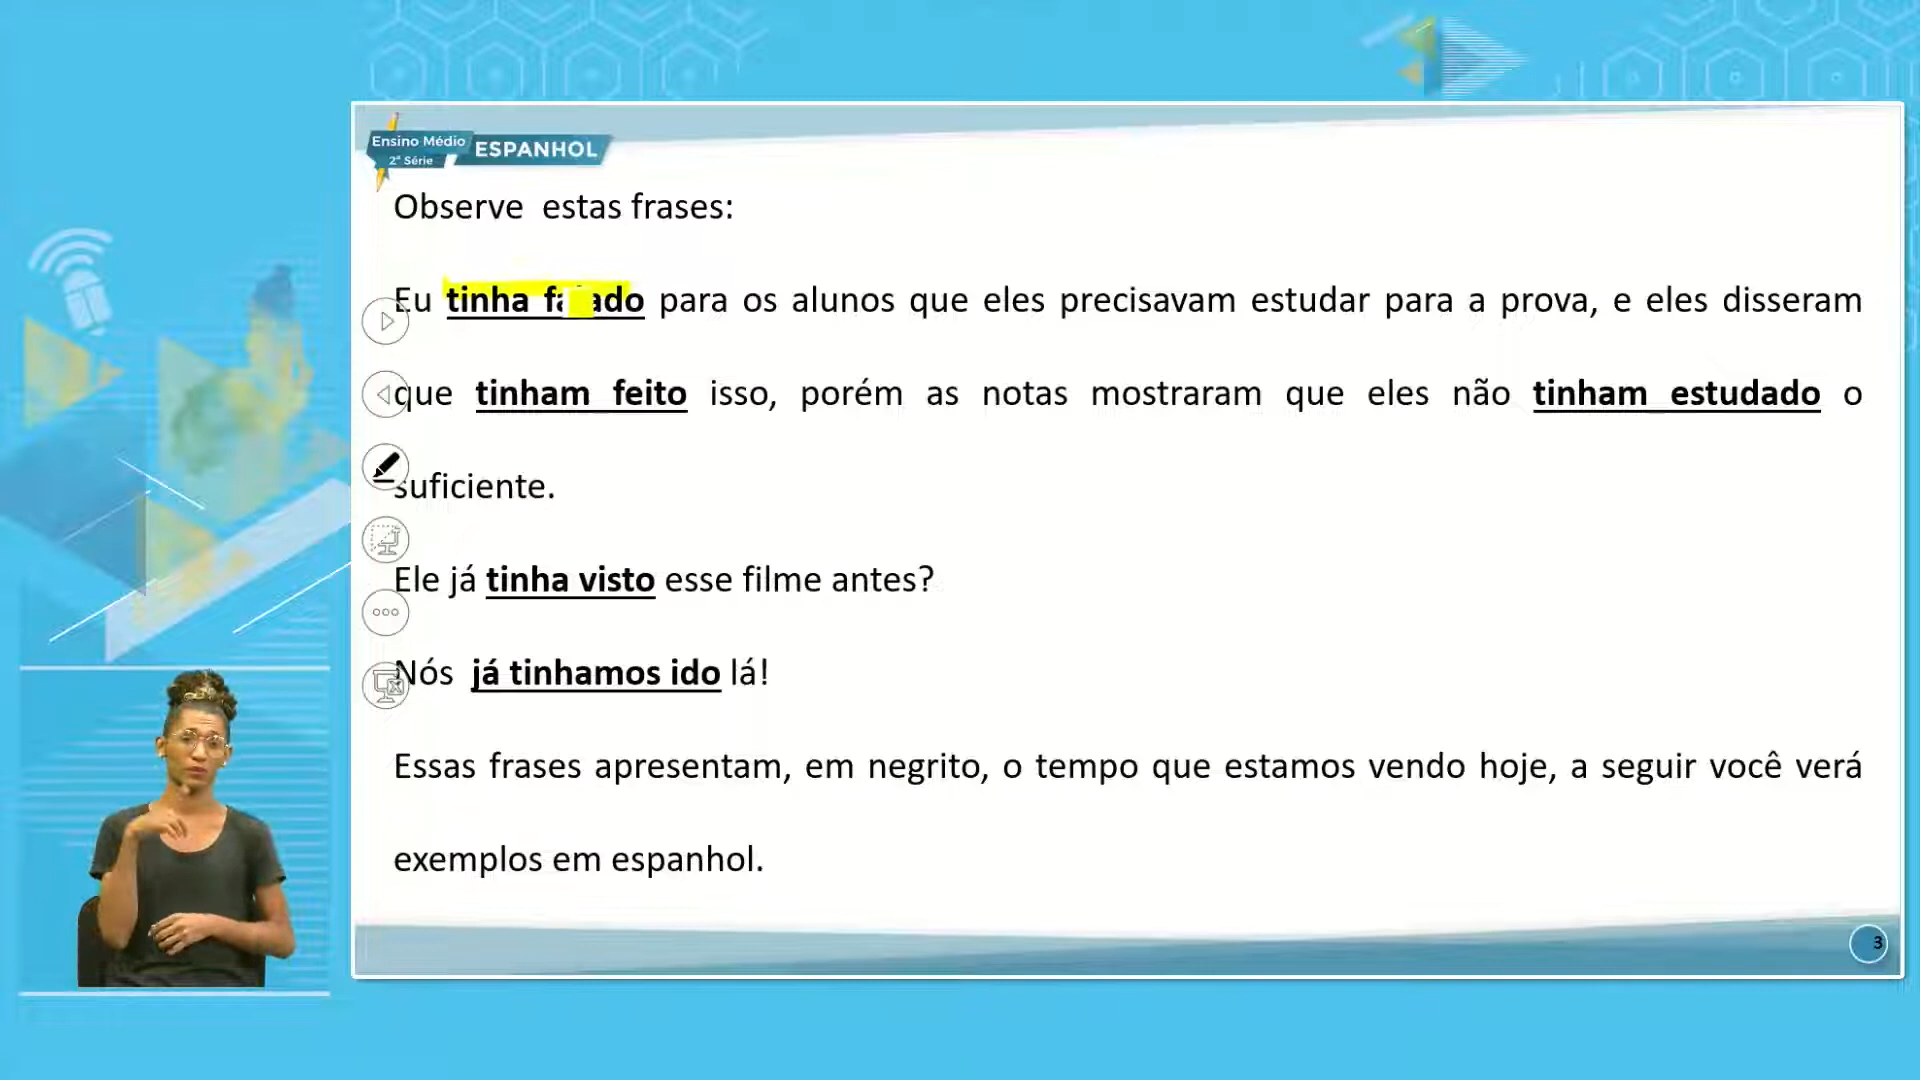 Ensino Médio
2ª Série
ESPANHOL
Observe estas frases:
Eu tinha falado para os alunos que eles precisavam estudar para a prova, e eles disseram
que tinham feito isso, porém as notas mostraram que eles não tinham estudado o
suficiente.
Ele já tinha visto esse filme antes?
Nós já tinhamos ido lá!
Essas frases apresentam, em negrito, o tempo que estamos vendo hoje, a seguir você verá
exemplos em espanhol.
3